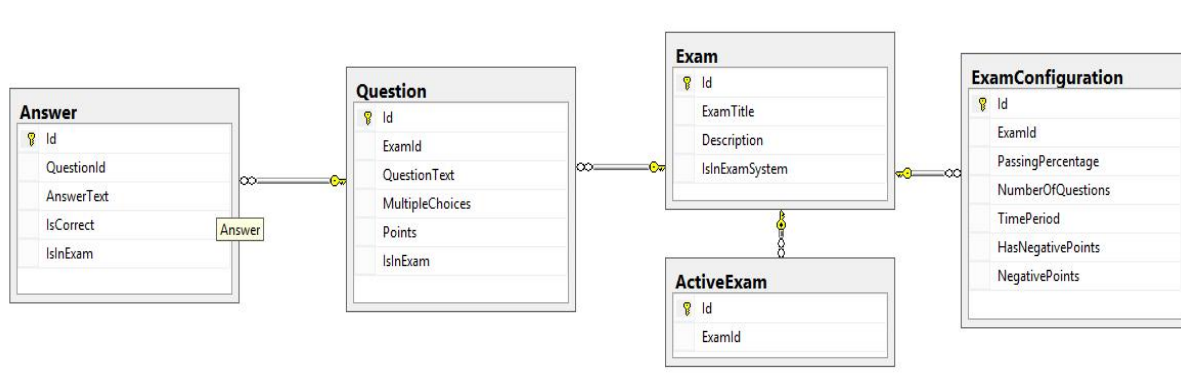 Answer
Id
QuestionId
AnswerText
IsCorrect
IsInExam
Answer
Question
Id
ExamId
QuestionText
MultipleChoices
Points
IsInExam
Exam
Id
ExamTitle
Description
IsInExamSystem
ActiveExam
Id
ExamId
ExamConfiguration
Id
ExamId
PassingPercentage
NumberOfQuestions
TimePeriod
HasNegativePoints
NegativePoints